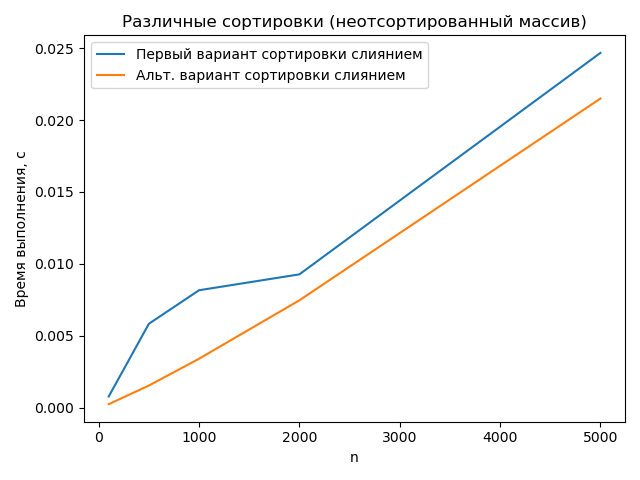 Различные сортировки (неотсортированный массив)
Первый вариант сортировки слиянием
Альт. вариант сортировки слиянием
Время выполнения, с
0.025
0.020
0.015
0.010
0.005
0.000
0 1000 2000 3000 4000 5000
n